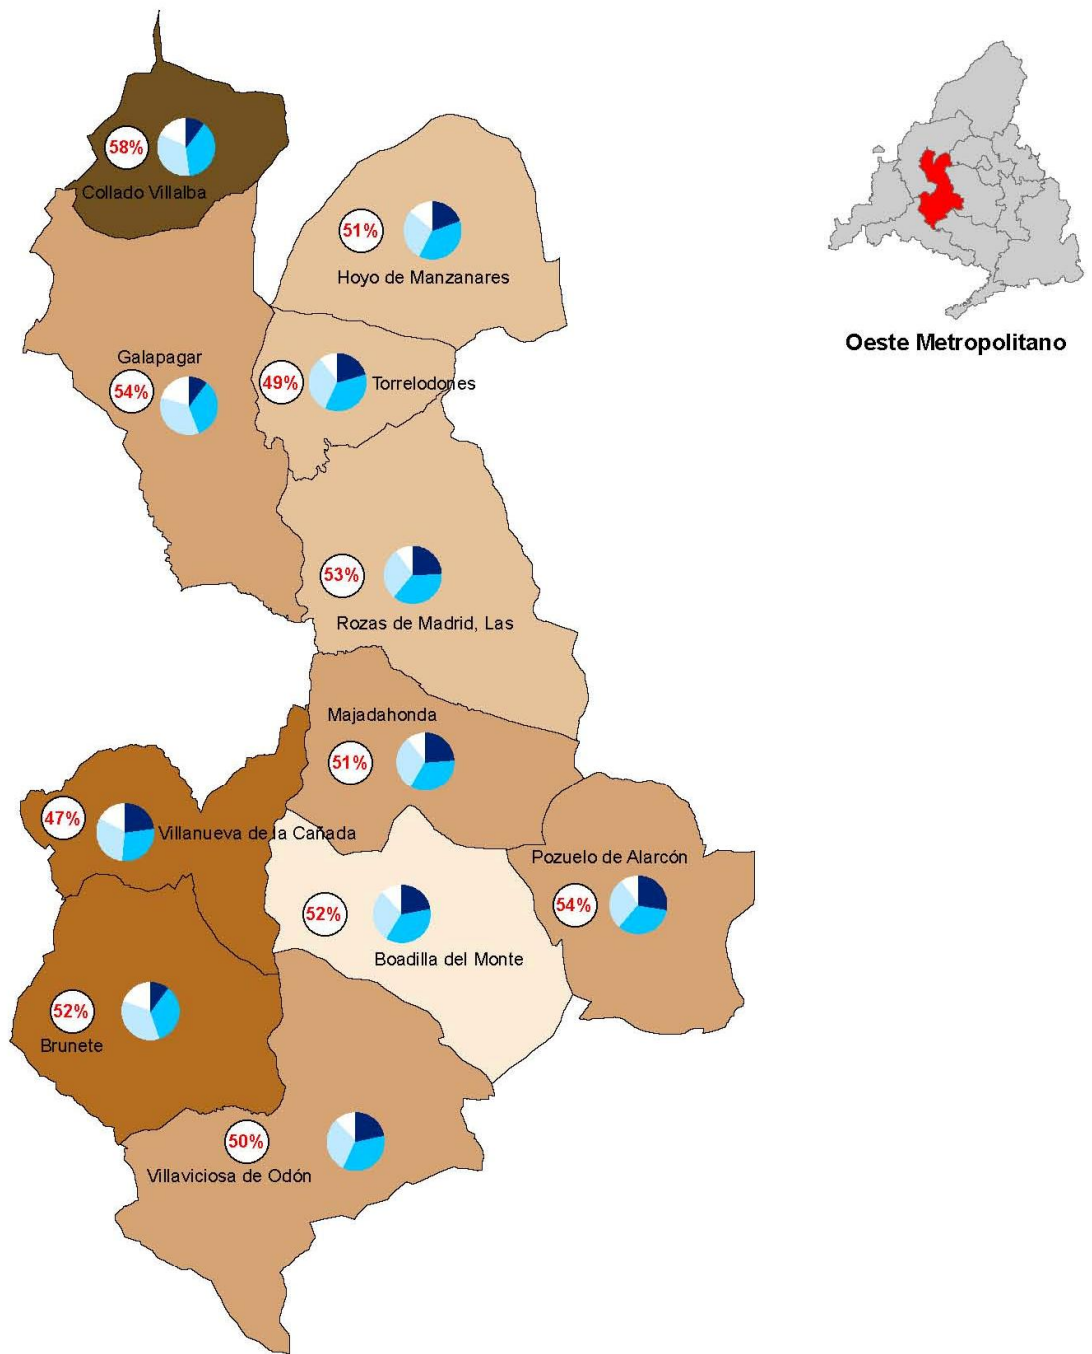 58%
Collado Villalba
51%
Hoyo de Manzanares
Oeste Metropolitano
Galapagar
54%
49%
Torrelodones
53%
Rozas de Madrid, Las
Majadahonda
51%
47%
Villanueva de la Cañada
Pozuelo de Alarcón
54%
52%
Boadilla del Monte
52%
Brunete
50%
Villaviciosa de Odón